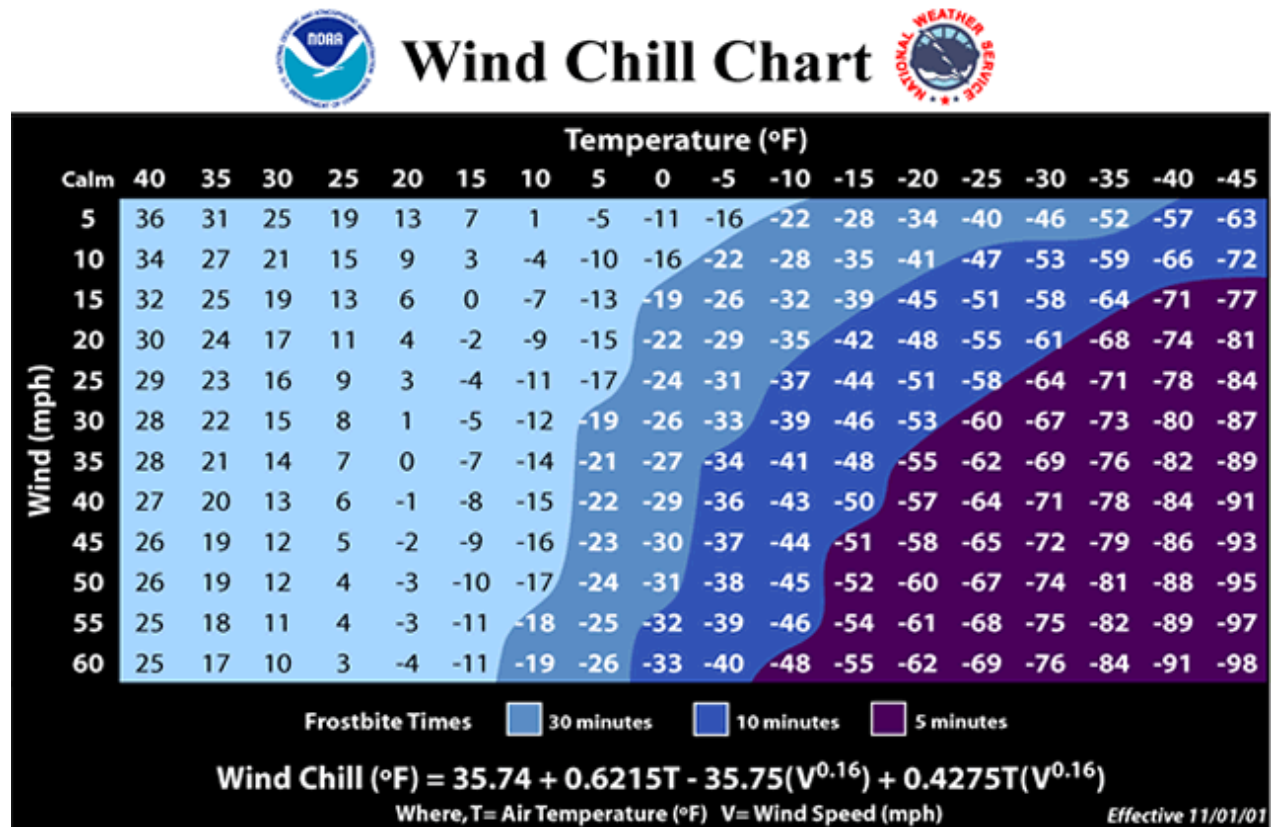 NOAA
NATIONAL OCEANIC AND ATMOSPHERIC ADMINISTRATION
U.S. DEPARTMENT OF COMMERCE
Wind Chill Chart
NATIONAL WEATHER SERVICE
Temperature (ºF)
Calm 40 35 30 25 20 15 10 5 0 -5 -10 -15 -20 -25 -30 -35 -40 -45
Wind (mph)
5 36 31 25 19 13 7 1 -5 -11 -16 -22 -28 -34 -40 -46 -52 -57 -63
10 34 27 21 15 9 3 -4 -10 -16 -22 -28 -35 -41 -47 -53 -59 -66 -72
15 32 25 19 13 6 0 -7 -13 -19 -26 -32 -39 -45 -51 -58 -64 -71 -77
20 30 24 17 11 4 -2 -9 -15 -22 -29 -35 -42 -48 -55 -61 -68 -74 -81
25 29 23 16 9 3 -4 -11 -17 -24 -31 -37 -44 -51 -58 -64 -71 -78 -84
30 28 22 15 8 1 -5 -12 -19 -26 -33 -39 -46 -53 -60 -67 -73 -80 -87
35 28 21 14 7 0 -7 -14 -21 -27 -34 -41 -48 -55 -62 -69 -76 -82 -89
40 27 20 13 6 -1 -8 -15 -22 -29 -36 -43 -50 -57 -64 -71 -78 -84 -91
45 26 19 12 5 -2 -9 -16 -23 -30 -37 -44 -51 -58 -65 -72 -79 -86 -93
50 26 19 12 4 -3 -10 -17 -24 -31 -38 -45 -52 -60 -67 -74 -81 -88 -95
55 25 18 11 4 -3 -11 -18 -25 -32 -39 -46 -54 -61 -68 -75 -82 -89 -97
60 25 17 10 3 -4 -11 -19 -26 -33 -40 -48 -55 -62 -69 -76 -84 -91 -98
Frostbite Times 30 minutes 10 minutes 5 minutes
Wind Chill (ºF) = 35.74 + 0.6215T - 35.75(V^0.16) + 0.4275T(V^0.16)
Where, T= Air Temperature (ºF) V= Wind Speed (mph)
Effective 11/01/01